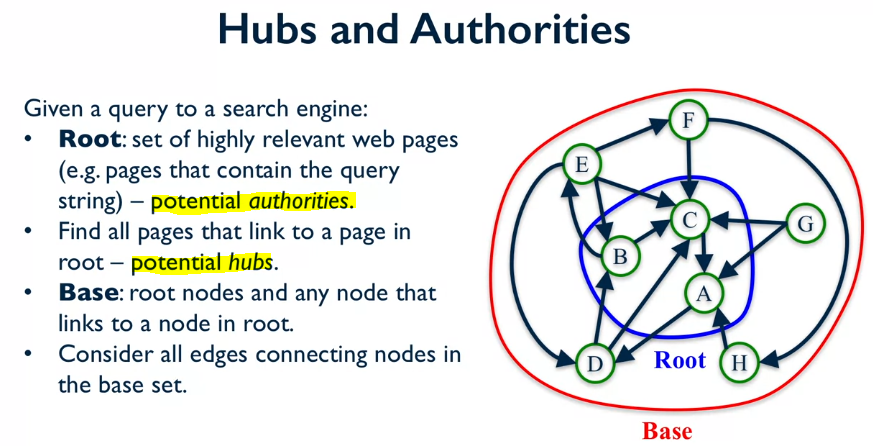 Hubs and Authorities
Given a query to a search engine:
• Root: set of highly relevant web pages
(e.g. pages that contain the query
string) – potential authorities.
• Find all pages that link to a page in
root – potential hubs.
• Base: root nodes and any node that
links to a node in root.
• Consider all edges connecting nodes in
the base set.
F
E
C
G
B
A
D
Root
H
Base